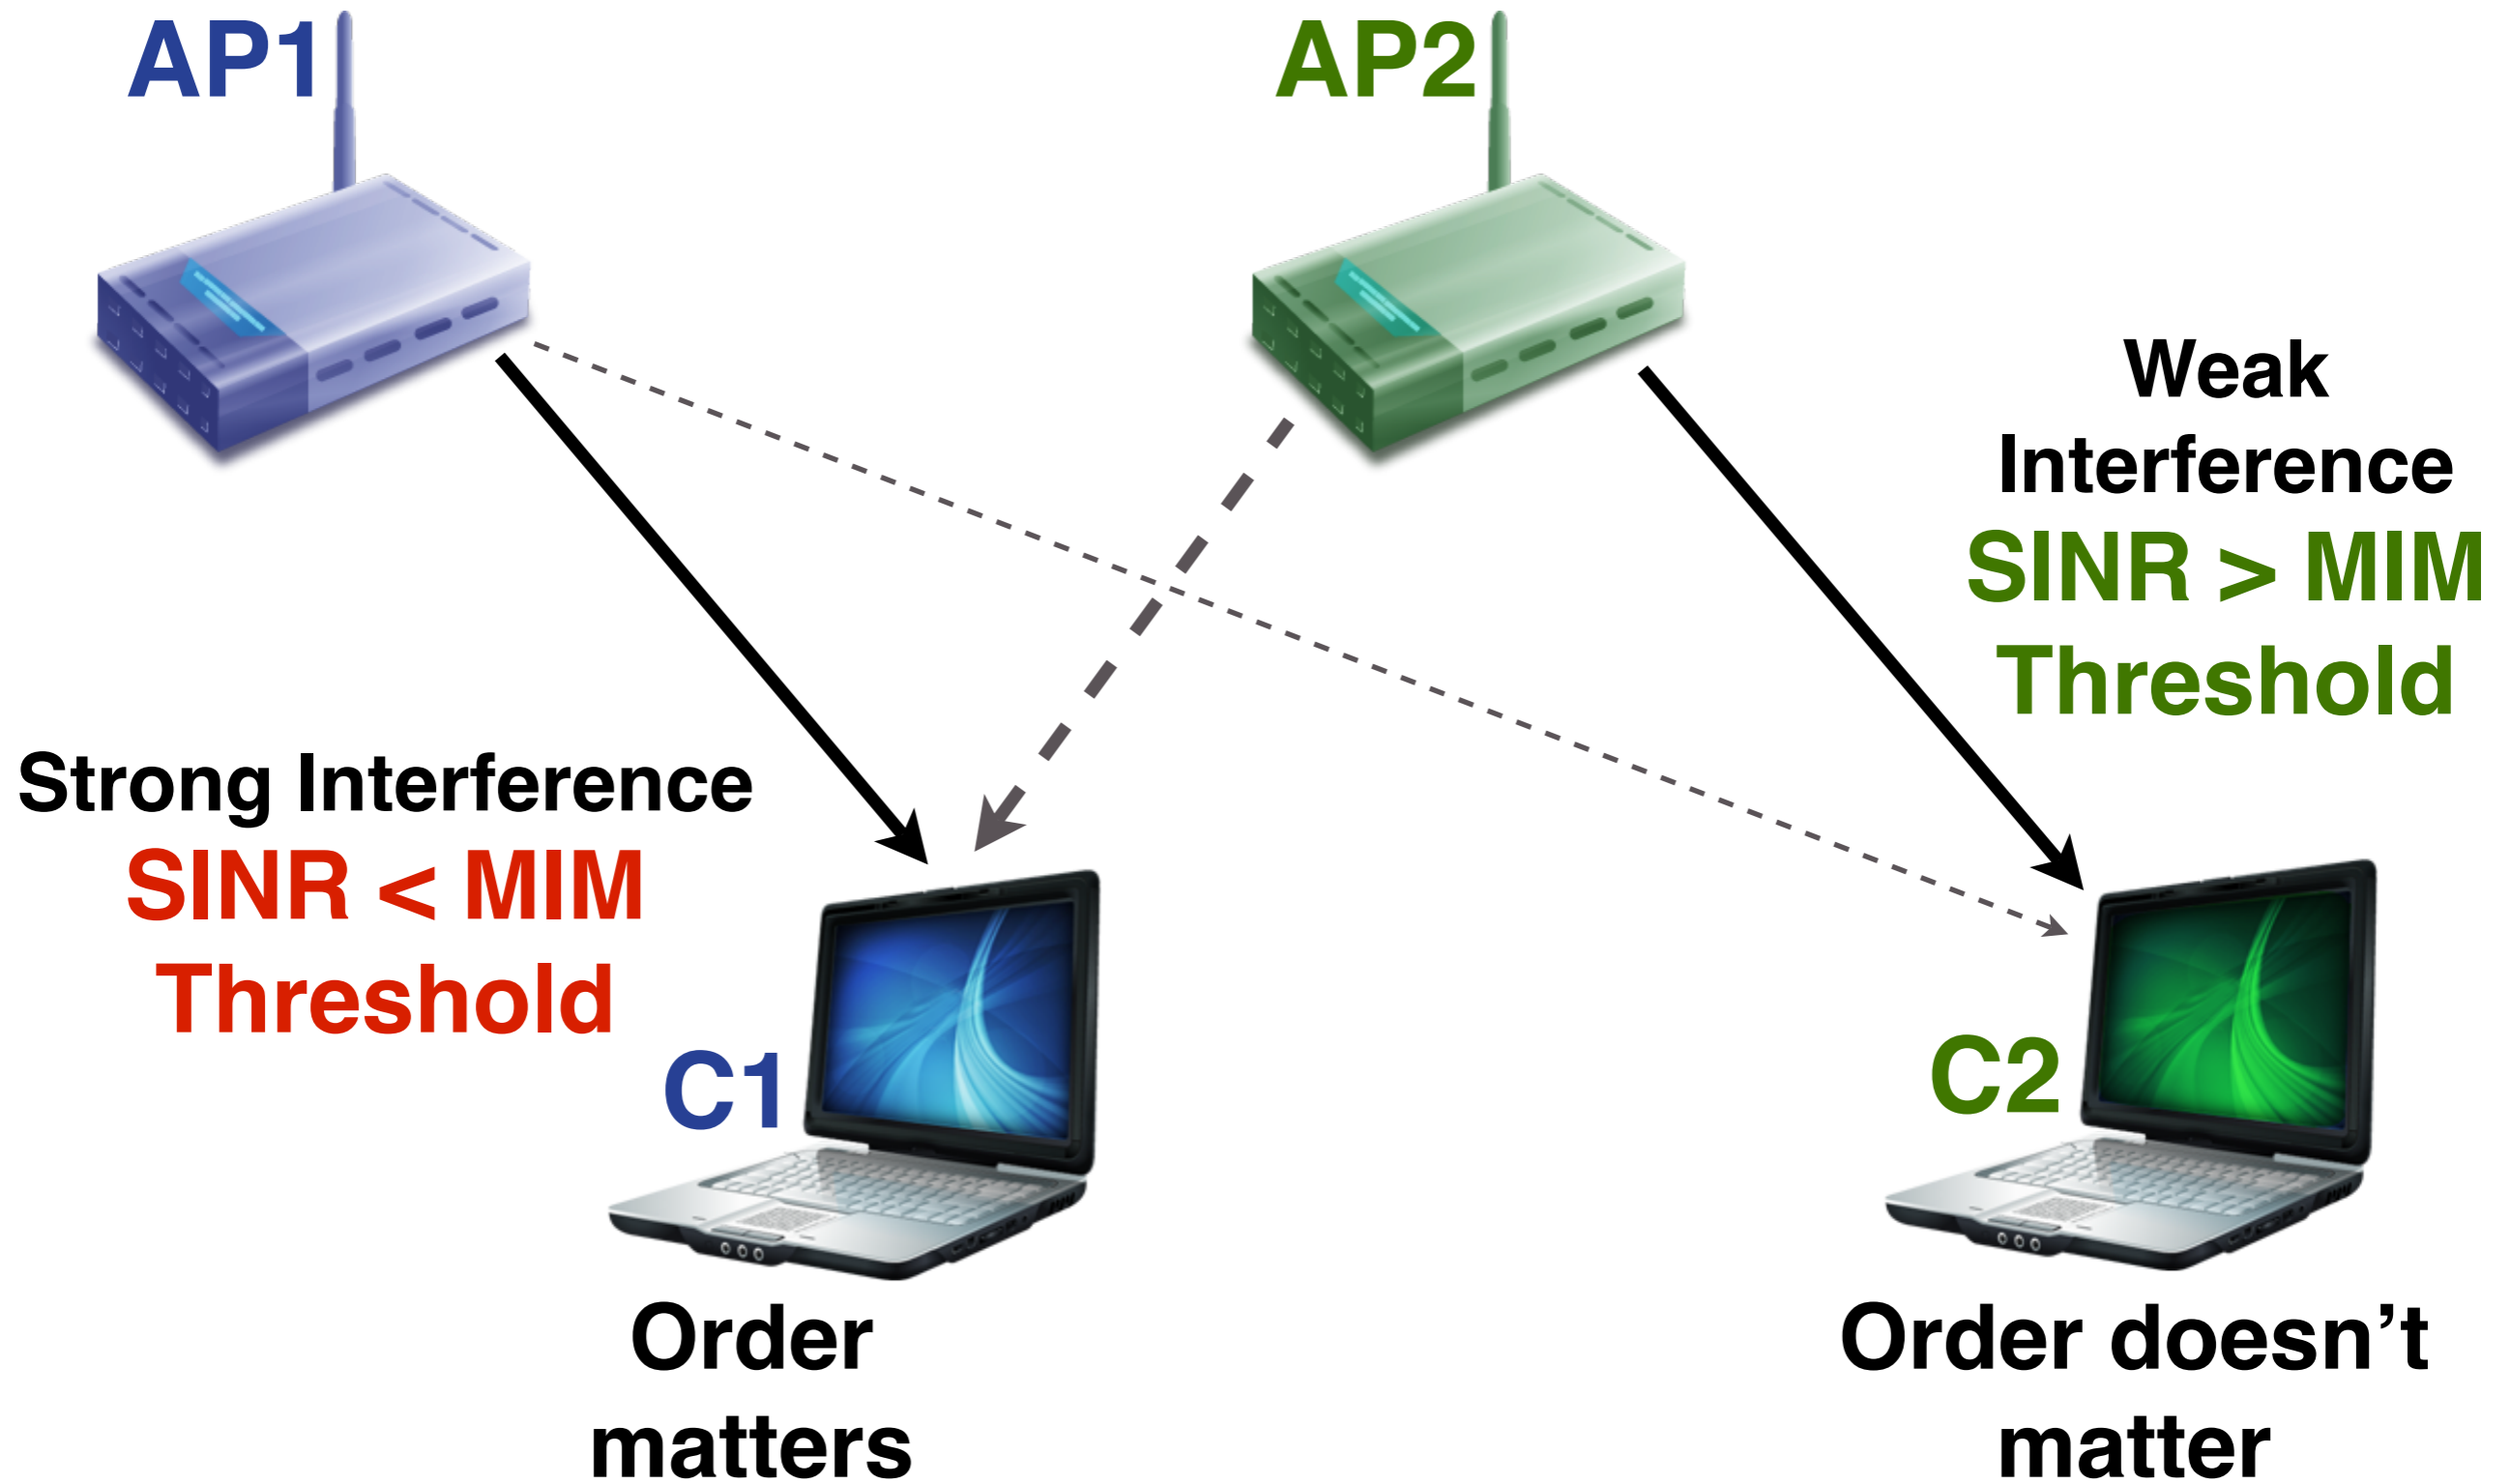 AP1
AP2
Weak
Interference
SINR > MIM
Threshold
Strong Interference
SINR < MIM
Threshold
C1
C2
Order
matters
Order doesn’t
matter